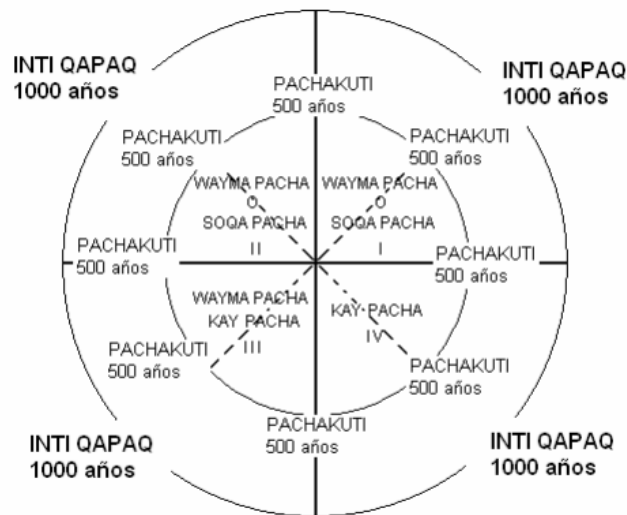 INTI QAPAQ
1000 años
INTI QAPAQ
1000 años
PACHAKUTI
500 años
PACHAKUTI
500 años
PACHAKUTI
500 años
WAYMA PACHA
O
SOQA PACHA
II
WAYMA PACHA
O
SOQA PACHA
I
PACHAKUTI
500 años
PACHAKUTI
500 años
WAYMA PACHA
KAY PACHA
III
KAY PACHA
IV
PACHAKUTI
500 años
PACHAKUTI
500 años
PACHAKUTI
500 años
INTI QAPAQ
1000 años
INTI QAPAQ
1000 años